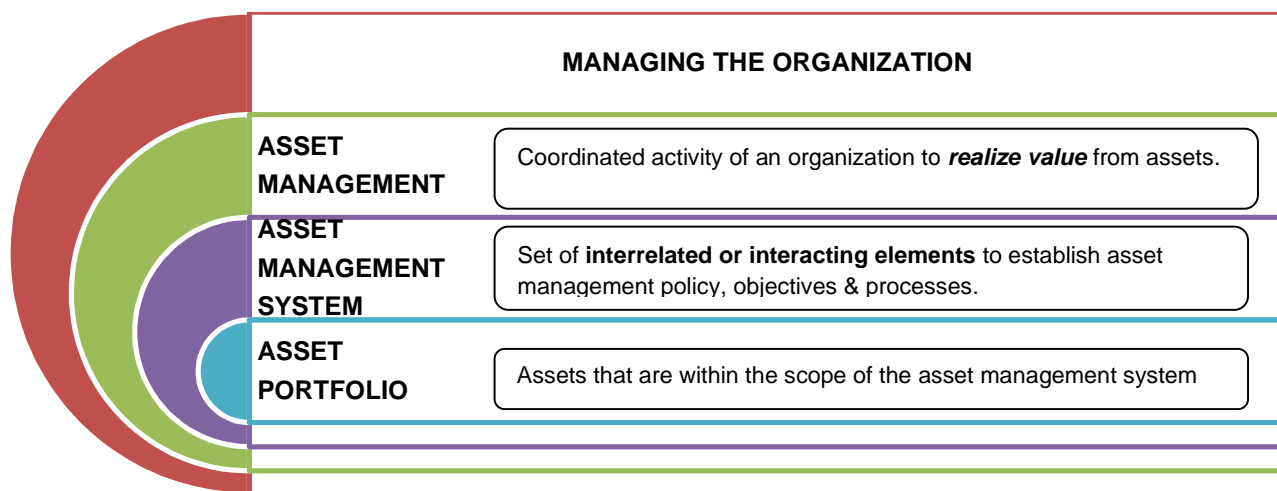 MANAGING THE ORGANIZATION
ASSET
MANAGEMENT
Coordinated activity of an organization to realize value from assets.
ASSET
MANAGEMENT
SYSTEM
Set of interrelated or interacting elements to establish asset
management policy, objectives & processes.
ASSET
PORTFOLIO
Assets that are within the scope of the asset management system